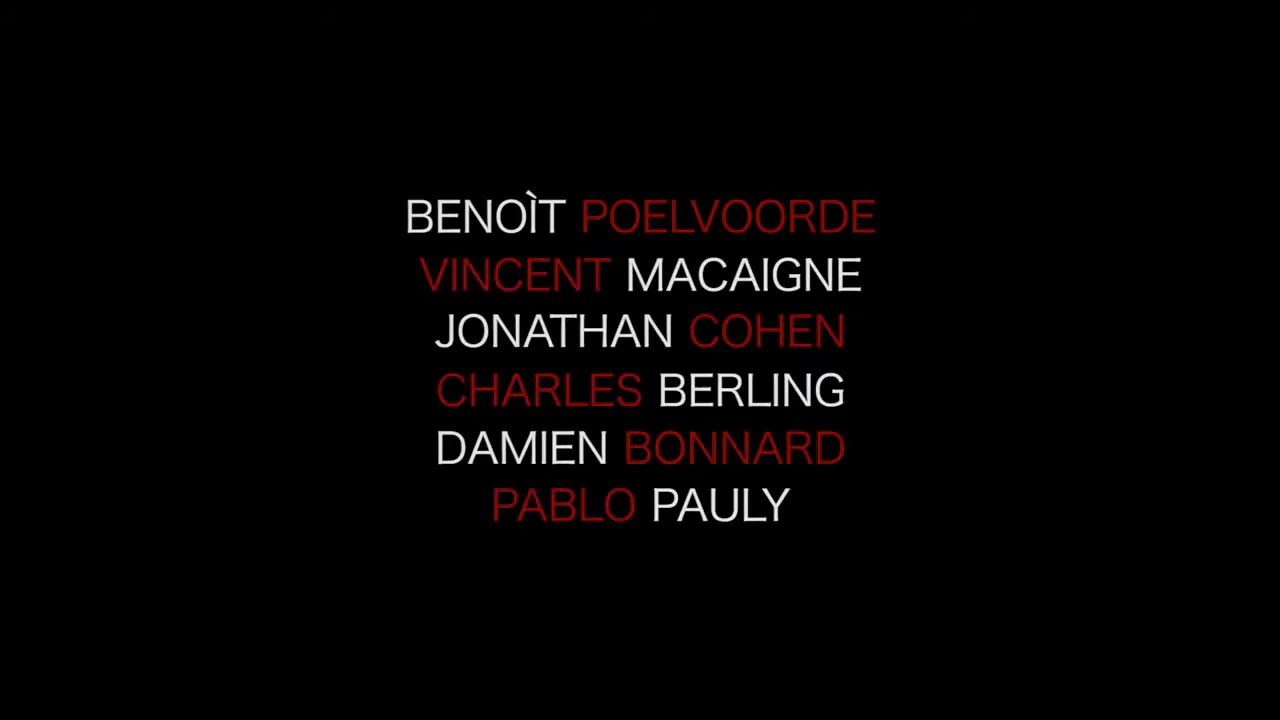 BENOÌT POELVOORDE
VINCENT MACAIGNE
JONATHAN COHEN
CHARLES BERLING
DAMIEN BONNARD
PABLO PAULY